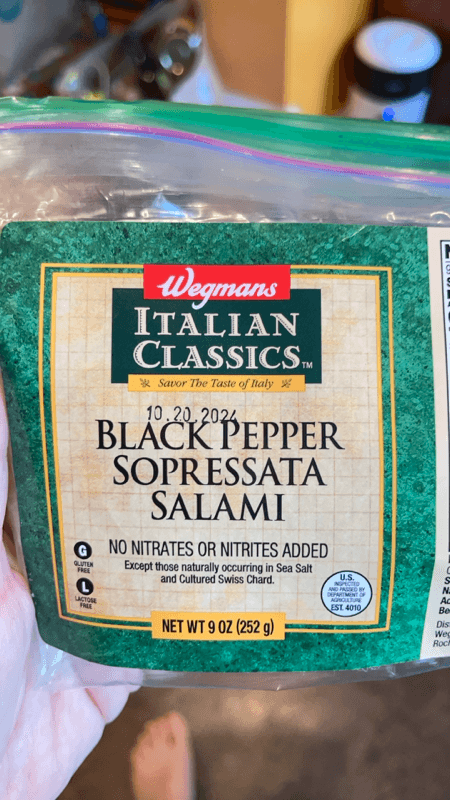 Wegmans
ITALIAN
CLASSICS™
Savor The Taste of Italy
10.20.2024
BLACK PEPPER
SOPRESSATA
SALAMI
G
GLUTEN
FREE
L
LACTOSE
FREE
NO NITRATES OR NITRITES ADDED
Except those naturally occurring in Sea Salt
and Cultured Swiss Chard.
U.S.
INSPECTED
AND PASSED BY
DEPARTMENT OF
AGRICULTURE
EST. 4010
NET WT 9 OZ (252 g)